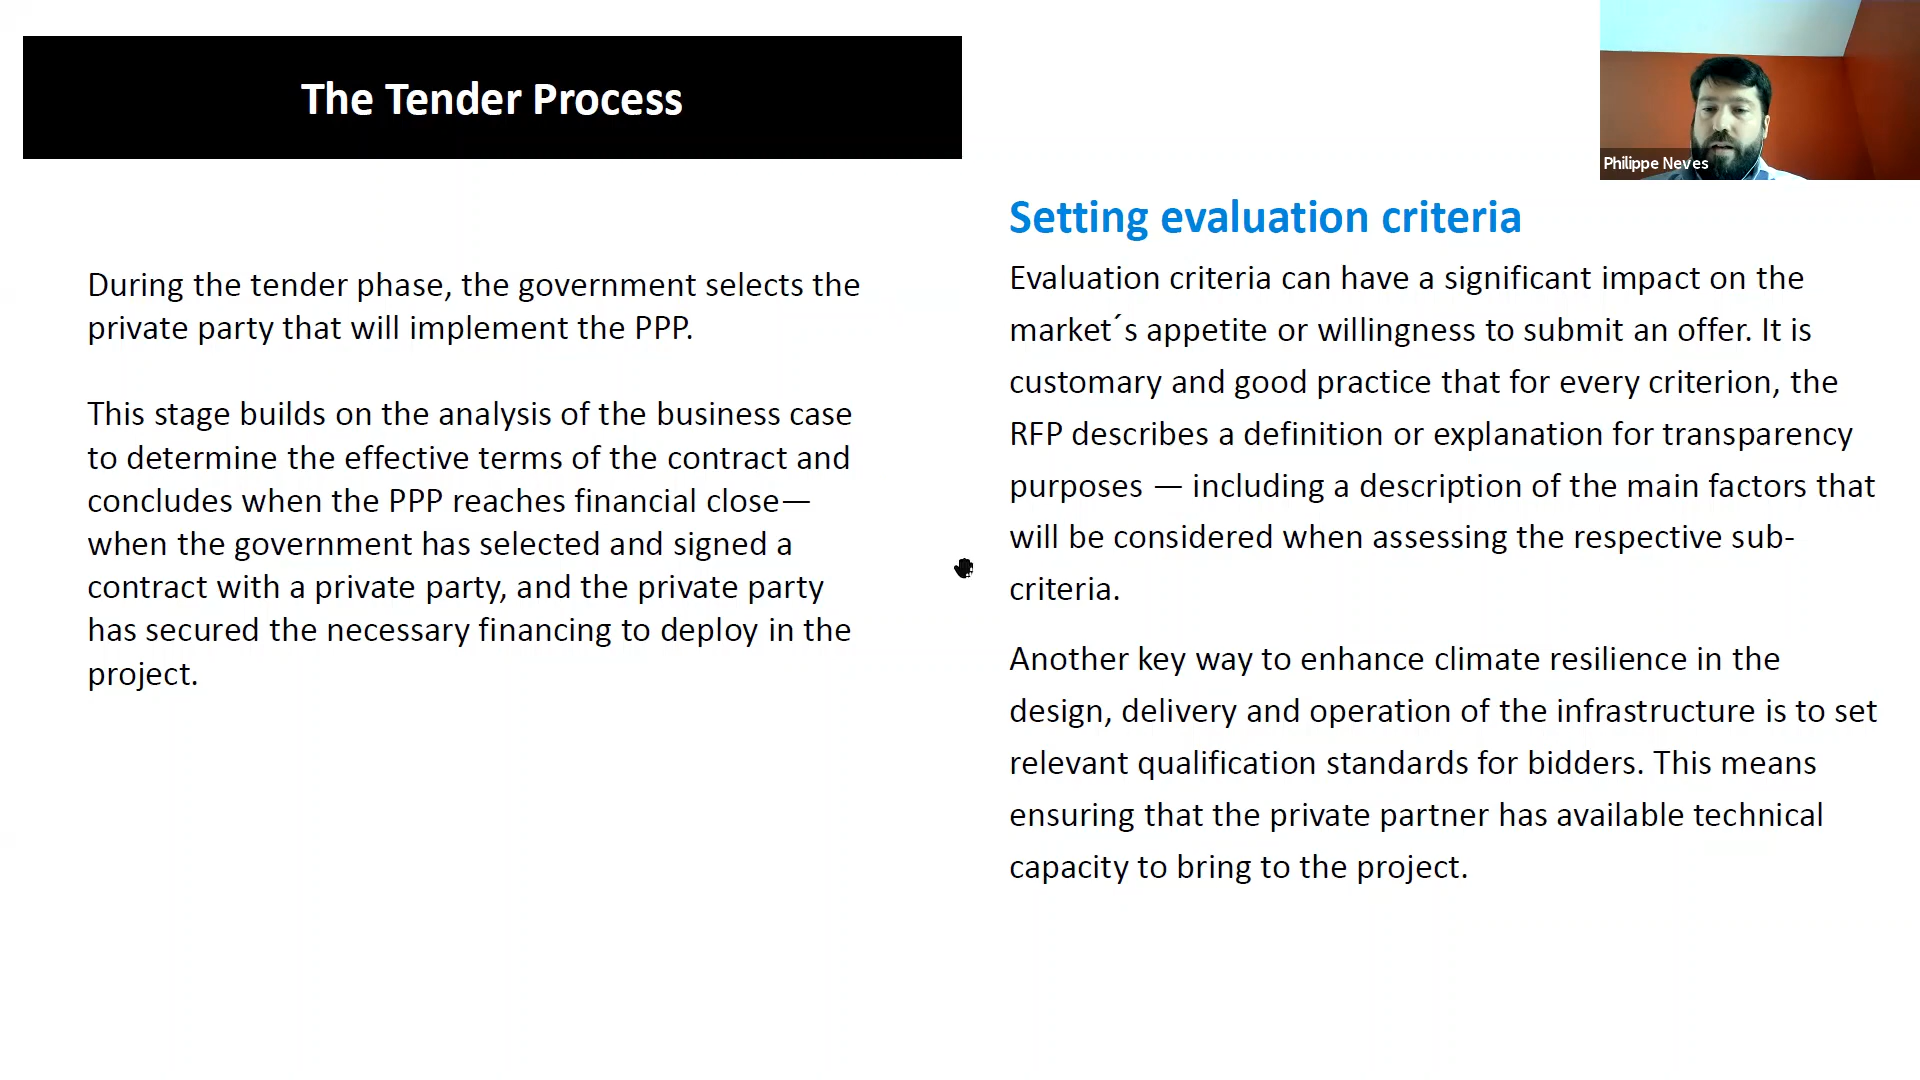 The Tender Process
During the tender phase, the government selects the
private party that will implement the PPP.
This stage builds on the analysis of the business case
to determine the effective terms of the contract and
concludes when the PPP reaches financial close—
when the government has selected and signed a
contract with a private party, and the private party
has secured the necessary financing to deploy in the
project.
Philippe Neves
Setting evaluation criteria
Evaluation criteria can have a significant impact on the
market´s appetite or willingness to submit an offer. It is
customary and good practice that for every criterion, the
RFP describes a definition or explanation for transparency
purposes — including a description of the main factors that
will be considered when assessing the respective sub-
criteria.
Another key way to enhance climate resilience in the
design, delivery and operation of the infrastructure is to set
relevant qualification standards for bidders. This means
ensuring that the private partner has available technical
capacity to bring to the project.